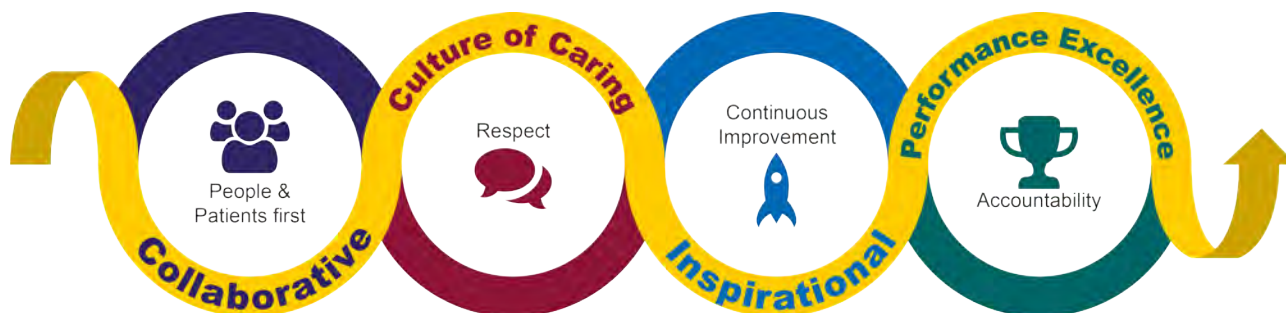 People &
Patients first
Collaborative
Culture of Caring
Respect
Continuous
Improvement
Inspirational
Performance Excellence
Accountability